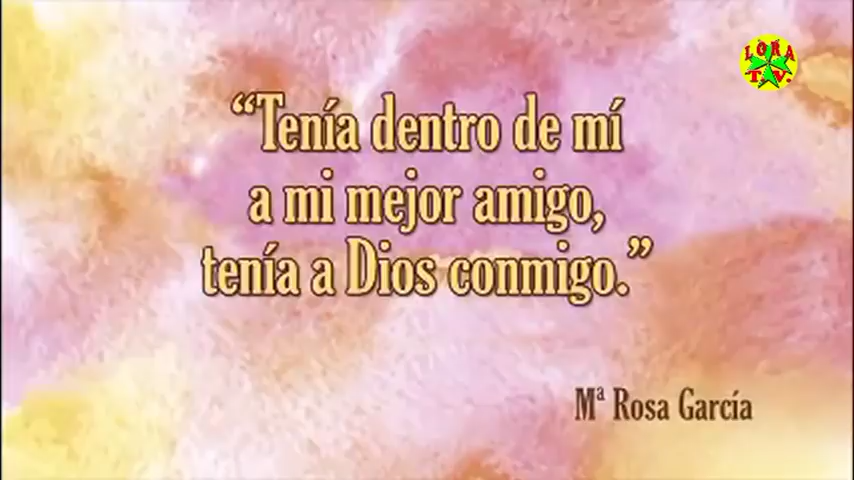 LORA
T.V.
“Tenía dentro de mí
a mi mejor amigo,
tenía a Dios conmigo.”
Mª Rosa García